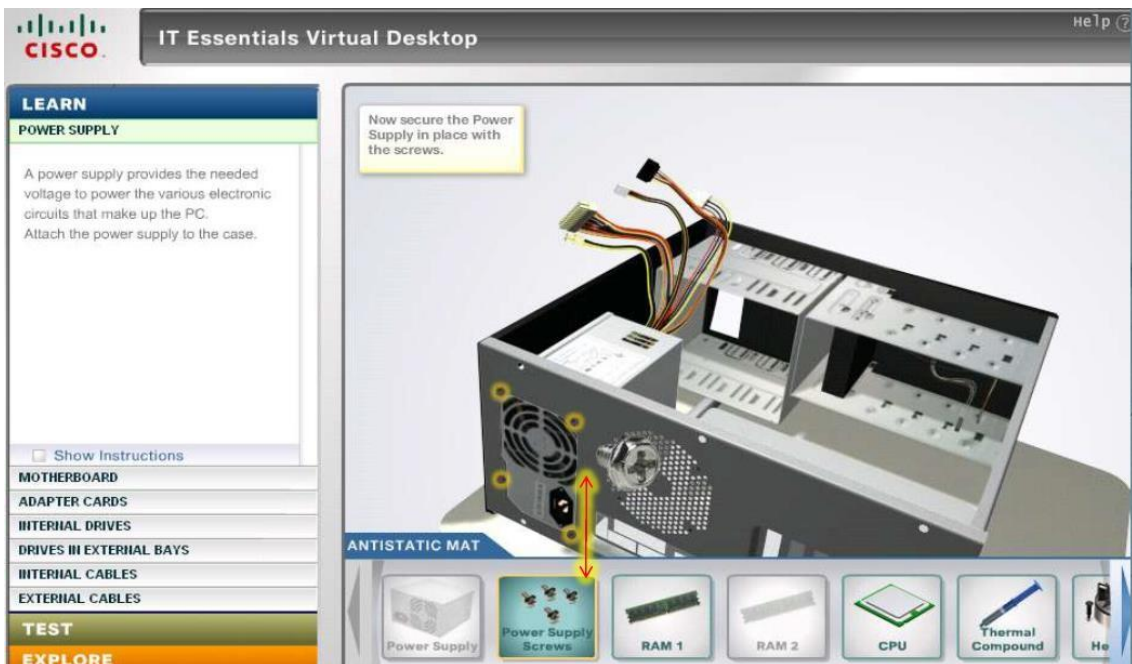 CISCO
IT Essentials Virtual Desktop
Help ?
LEARN
POWER SUPPLY
A power supply provides the needed
voltage to power the various electronic
circuits that make up the PC.
Attach the power supply to the case.
Show Instructions
MOTHERBOARD
ADAPTER CARDS
INTERNAL DRIVES
DRIVES IN EXTERNAL BAYS
INTERNAL CABLES
EXTERNAL CABLES
TEST
EXPLORE
Now secure the Power
Supply in place with
the screws.
ANTISTATIC MAT
Power Supply
Power Supply
Screws
RAM 1
RAM 2
CPU
Thermal
Compound
He